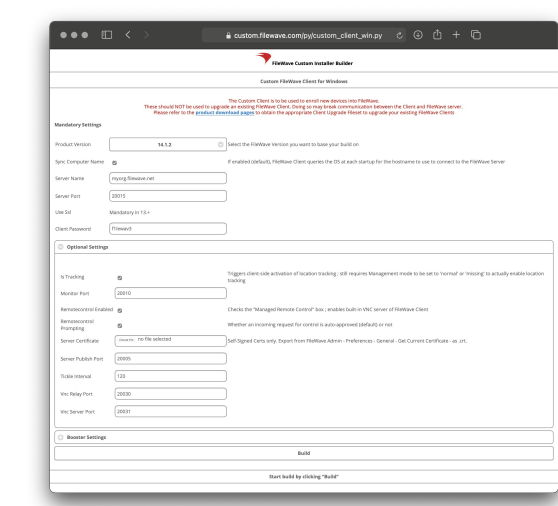 custom.filewave.com/py/custom_client_win.py
FileWave Custom Installer Builder
Custom FileWave Client for Windows
The Custom Client is to be used to enroll new devices into FileWave.
These should NOT be used to upgrade an existing FileWave Client. Doing so may break communication between the Client and FileWave server.
Please refer to the product download pages to obtain the appropriate Client Upgrade Fileset to upgrade your existing FileWave Clients
Mandatory Settings
Product Version 14.1.2 Select the FileWave Version you want to base your build on
Sync Computer Name If enabled (default), FileWave Client queries the OS at each startup for the hostname to use to connect to the FileWave Server
Server Name myorg.filewave.net
Server Port 20015
Use Ssl Mandatory in 13.+
Client Password f1lewav3
Optional Settings
Is Tracking Triggers client-side activation of location tracking ; still requires Management mode to be set to 'normal' or 'missing' to actually enable location
tracking
Monitor Port 20010
Remotecontrol Enabled Checks the "Managed Remote Control" box ; enables built in VNC server of FileWave Client
Remotecontrol
Prompting Whether an incoming request for control is auto-approved (default) or not
Server Certificate no file selected Self-Signed Certs only. Export from FileWave Admin - Preferences - General - Get Current Certificate - as .crt.
Server Publish Port 20005
Tickle Interval 120
Vnc Relay Port 20030
Vnc Server Port 20031
Booster Settings
Build
Start build by clicking "Build"